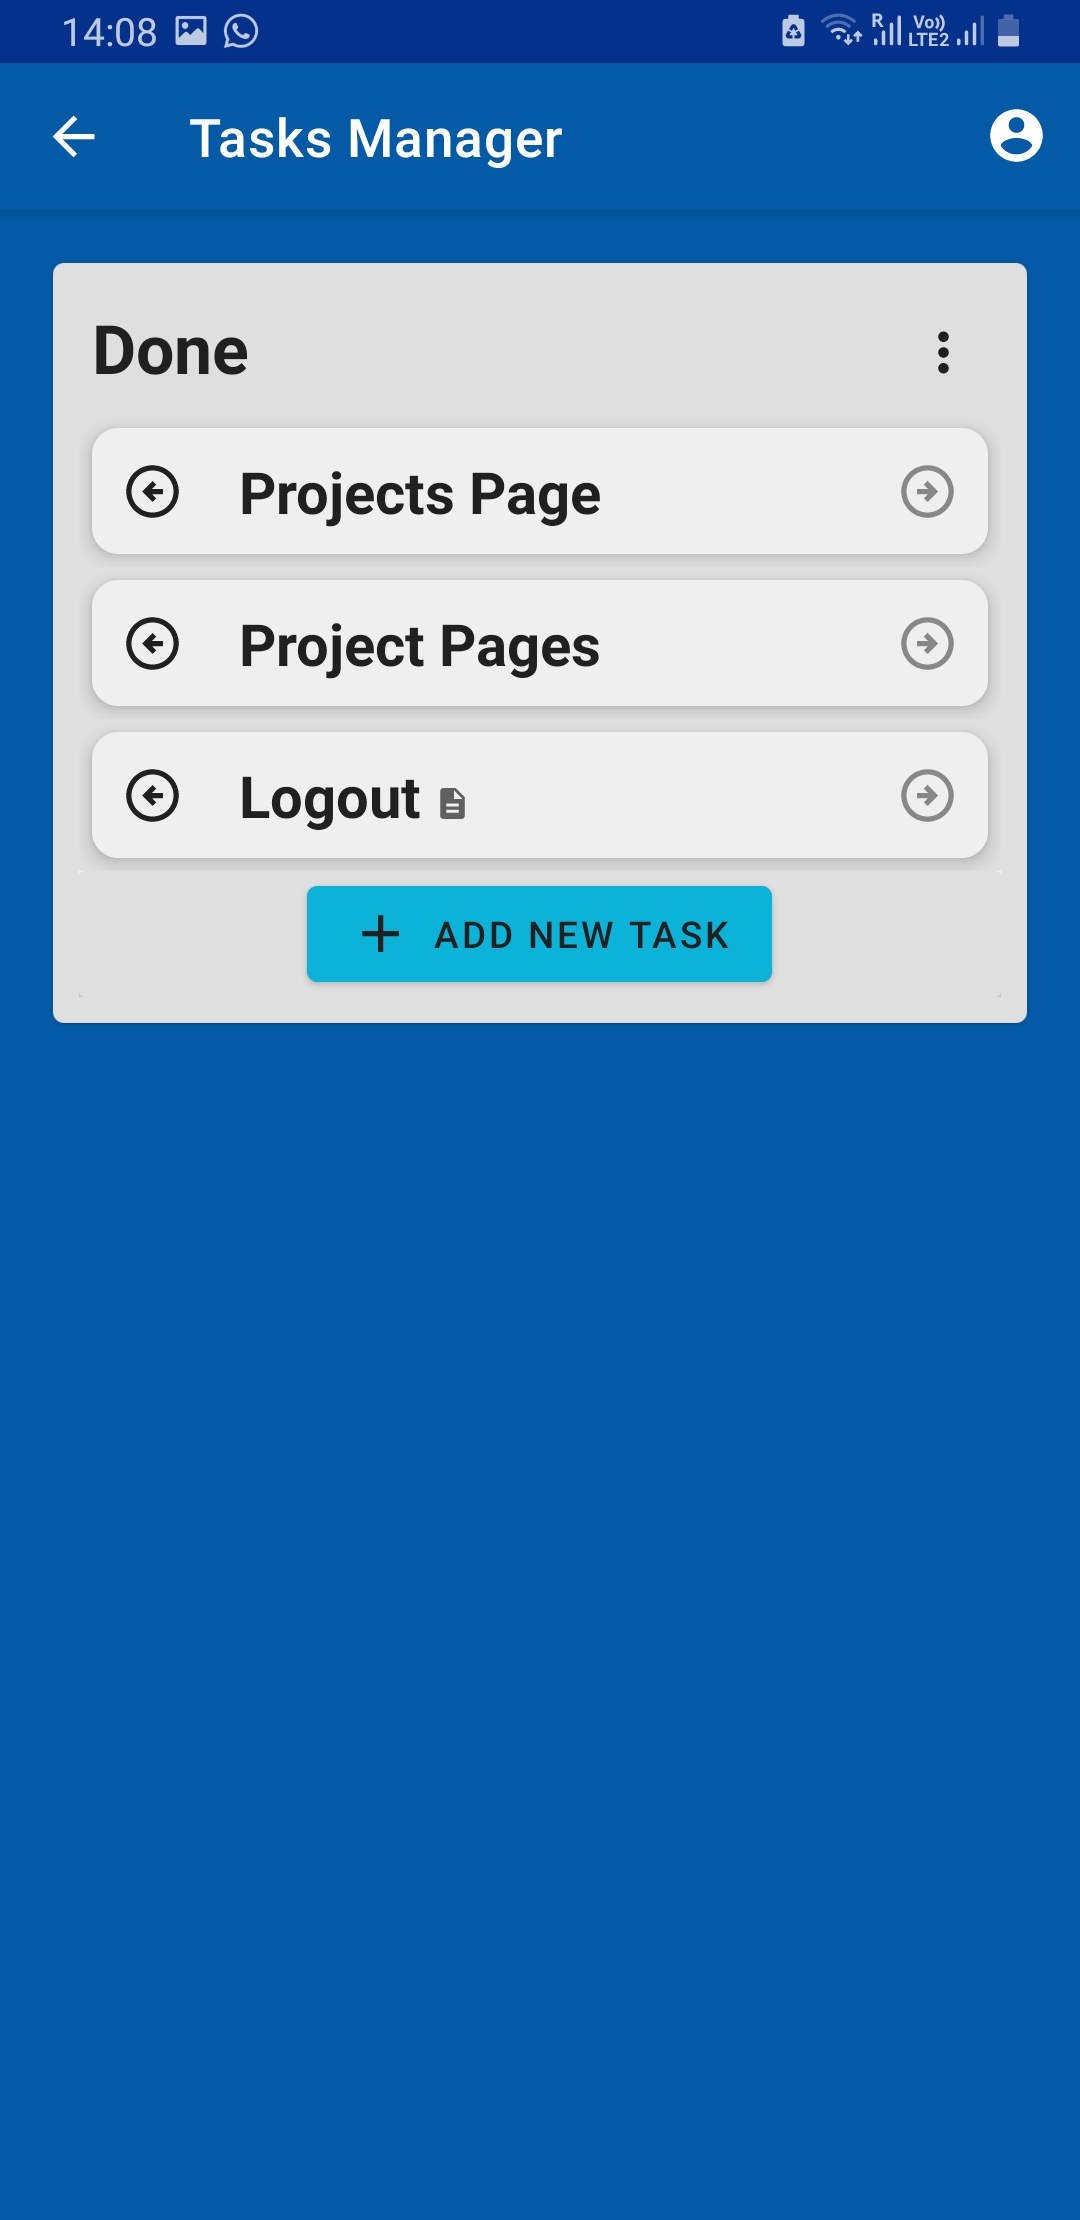 14:08
R Vo)) LTE2
Tasks Manager
Done
Projects Page
Project Pages
Logout
ADD NEW TASK